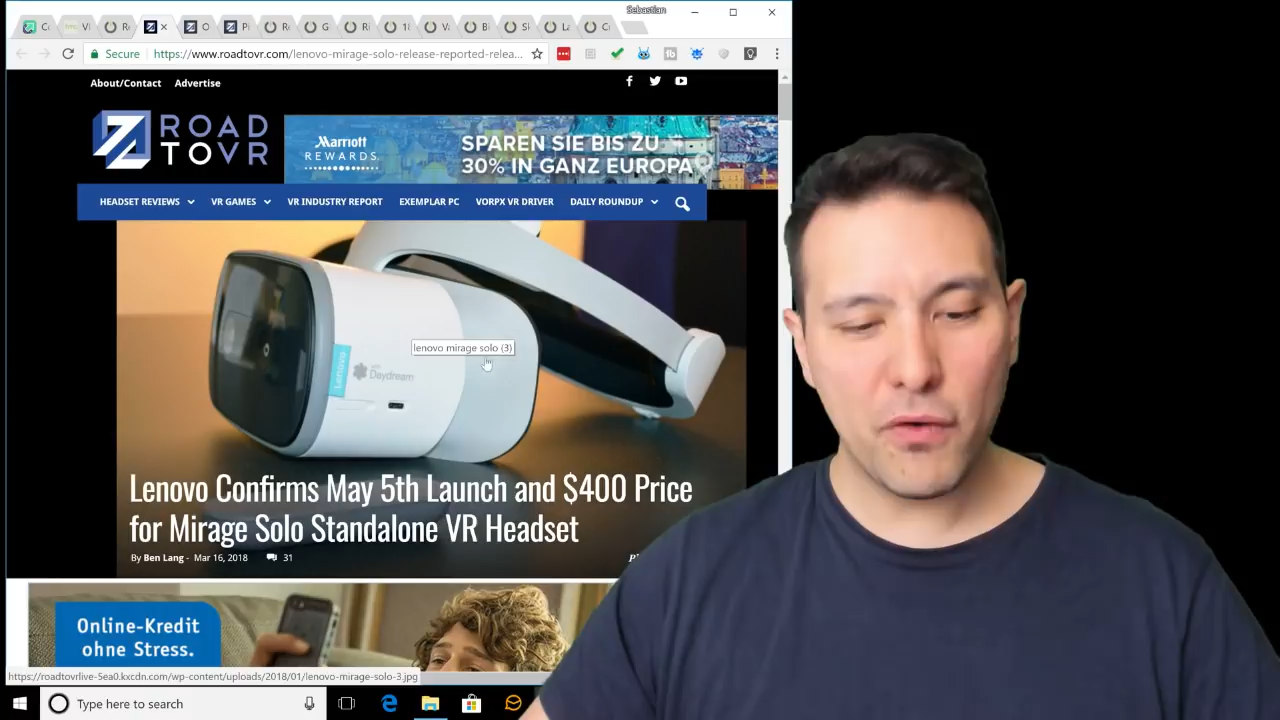 Sebastian
Secure
https://www.roadtovr.com/lenovo-mirage-solo-release-reported-relea...
About/Contact Advertise
ROAD
TOVR
Marriott
REWARDS.
SPAREN SIE BIS ZU
30% IN GANZ EUROPA
HEADSET REVIEWS VR GAMES VR INDUSTRY REPORT EXEMPLAR PC VORPX VR DRIVER DAILY ROUNDUP
lenovo mirage solo (3)
Lenovo
Daydream
Lenovo Confirms May 5th Launch and $400 Price
for Mirage Solo Standalone VR Headset
By Ben Lang - Mar 16, 2018 31
Online-Kredit
ohne Stress.
https://roadtovrlive-5ea0.kxcdn.com/wp-content/uploads/2018/01/lenovo-mirage-solo-3.jpg
Type here to search